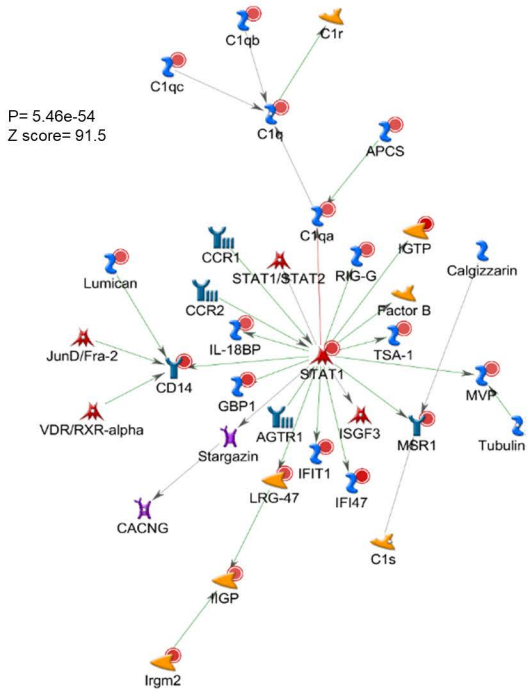 C1r
C1qb
C1qc
P= 5.46e-54
Z score= 91.5
C1q
APCS
C1qa
IGTP
CCR1
Lumican
STAT1/STAT2
RIG-G
Calgizzarin
CCR2
Factor B
IL-18BP
JunD/Fra-2
TSA-1
STAT1
CD14
MVP
GBP1
VDR/RXR-alpha
AGTR1
ISGF3
MSR1
Tubulin
Stargazin
IFIT1
LRG-47
IFI47
CACNG
C1s
IIGP
Irgm2